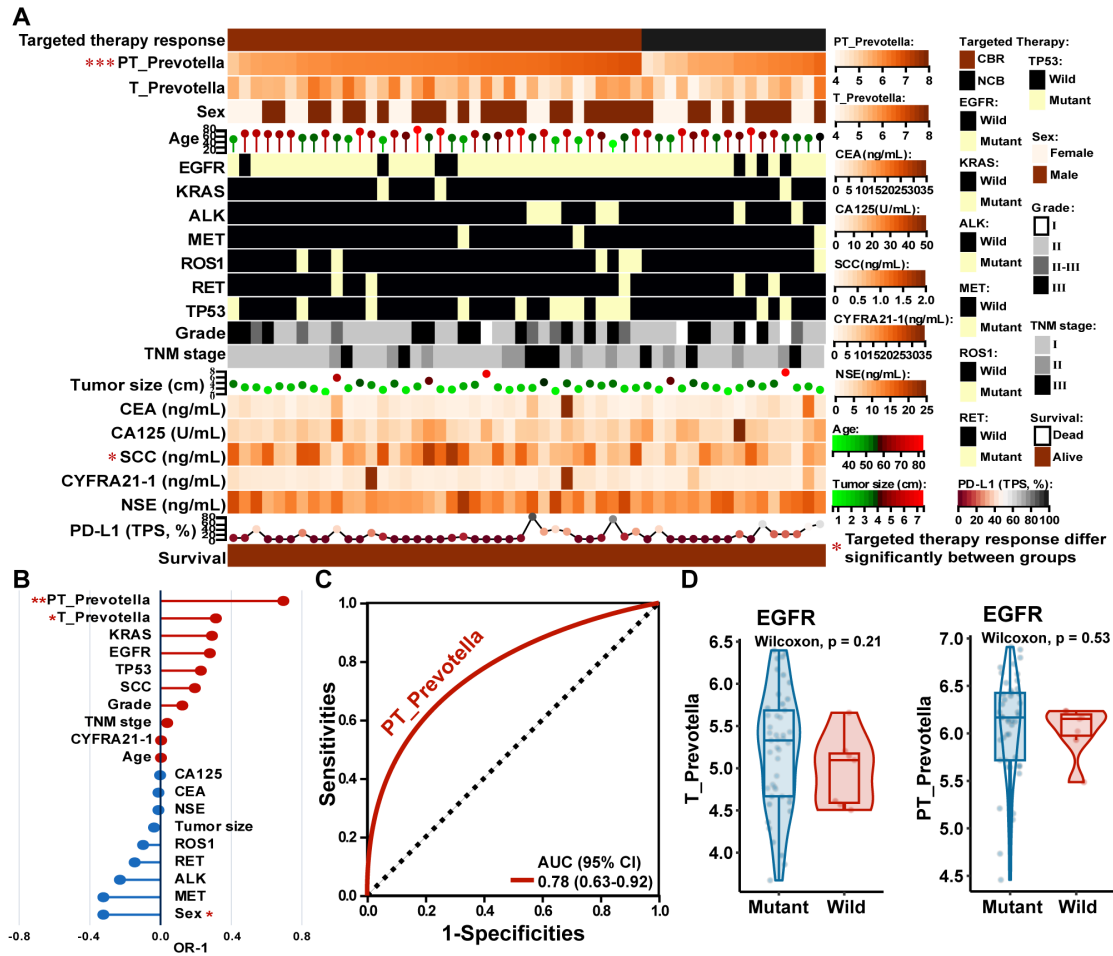 A
Targeted therapy response
***PT_Prevotella
T_Prevotella
Sex
Age
80
60
40
20
EGFR
KRAS
ALK
MET
ROS1
RET
TP53
Grade
TNM stage
Tumor size (cm)
8
6
4
2
0
CEA (ng/mL)
CA125 (U/mL)
*SCC (ng/mL)
CYFRA21-1 (ng/mL)
NSE (ng/mL)
PD-L1 (TPS, %)
80
60
40
20
Survival
PT_Prevotella:
4 5 6 7 8
T_Prevotella:
4 5 6 7 8
CEA(ng/mL):
0 5 101520253035
CA125(U/mL):
0 10 20 30 40 50
SCC(ng/mL):
0 0.5 1 1.5 2.0
CYFRA21-1(ng/mL):
0 5 101520253035
NSE(ng/mL):
0 5 10 15 20 25
Age:
40 50 60 70 80
Tumor size (cm):
1 2 3 4 5 6 7
Targeted Therapy:
CBR
NCB
EGFR:
Wild
Mutant
KRAS:
Wild
Mutant
ALK:
Wild
Mutant
MET:
Wild
Mutant
ROS1:
Wild
Mutant
RET:
Wild
Mutant
TP53:
Wild
Mutant
Sex:
Female
Male
Grade:
I
II
II-III
III
TNM stage:
I
II
III
Survival:
Dead
Alive
PD-L1 (TPS, %):
0 20 40 60 80100
* Targeted therapy response differ
significantly between groups
B
**PT_Prevotella
*T_Prevotella
KRAS
EGFR
TP53
SCC
Grade
TNM stge
CYFRA21-1
Age
CA125
CEA
NSE
Tumor size
ROS1
RET
ALK
MET
Sex *
-0.8 -0.4 0.0 0.4 0.8
OR-1
C
Sensitivities
1.0
0.8
0.6
0.4
0.2
0.0
PT_Prevotella
AUC (95% CI)
0.78 (0.63-0.92)
0.0 0.2 0.4 0.6 0.8 1.0
1-Specificities
D
EGFR
Wilcoxon, p = 0.21
T_Prevotella
6.5
6.0
5.5
5.0
4.5
4.0
Mutant Wild
EGFR
Wilcoxon, p = 0.53
PT_Prevotella
7.0
6.5
6.0
5.5
5.0
4.5
Mutant Wild